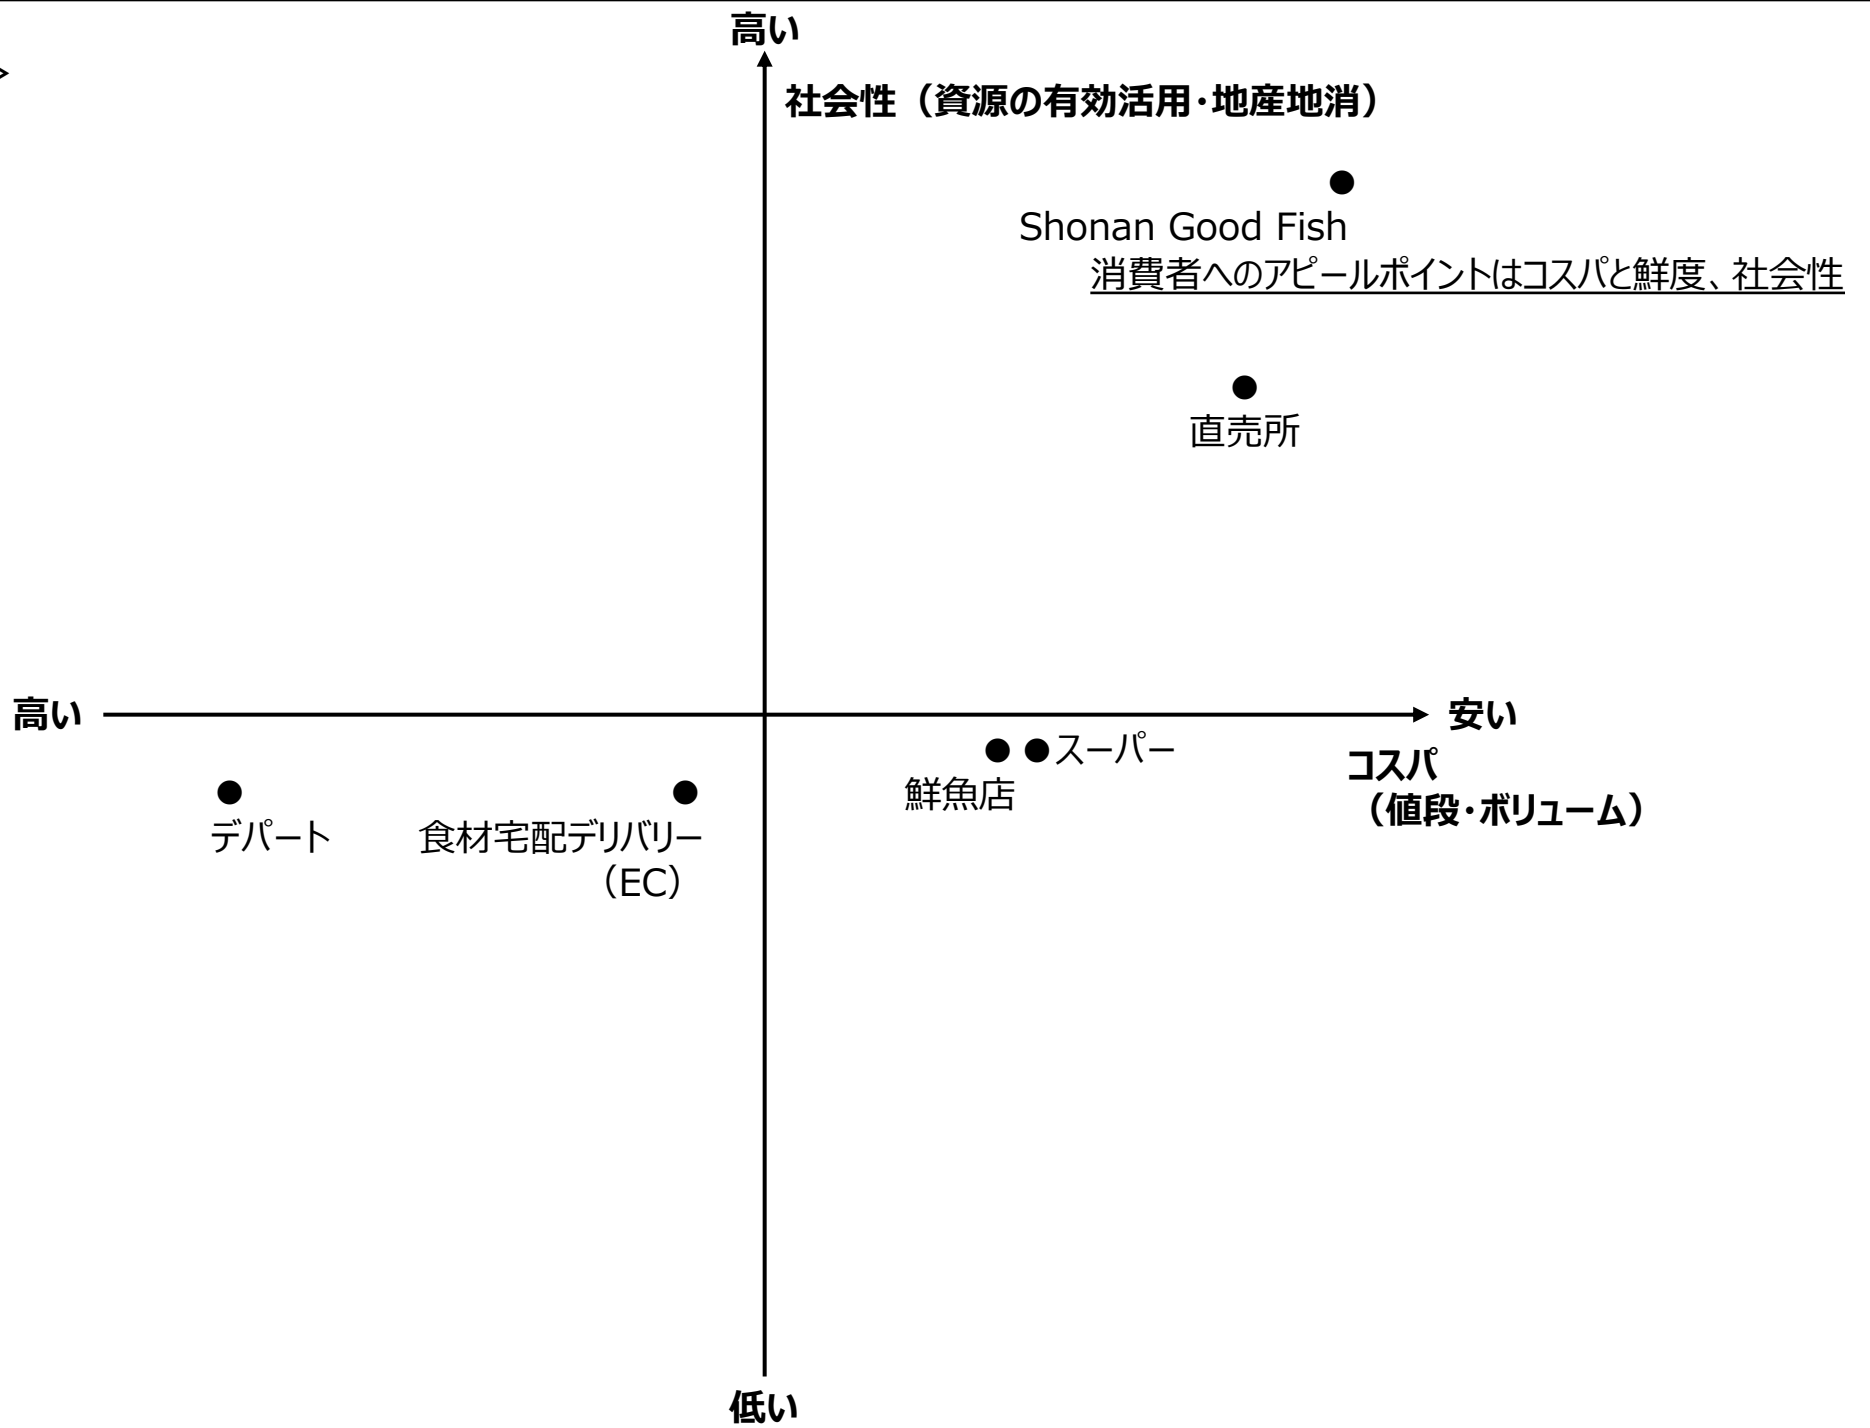 高い
社会性（資源の有効活用･地産地消）
Shonan Good Fish
消費者へのアピールポイントはコスパと鮮度、社会性
直売所
高い
安い
スーパー
鮮魚店
コスパ
（値段･ボリューム）
デパート
食材宅配デリバリー
（EC）
低い